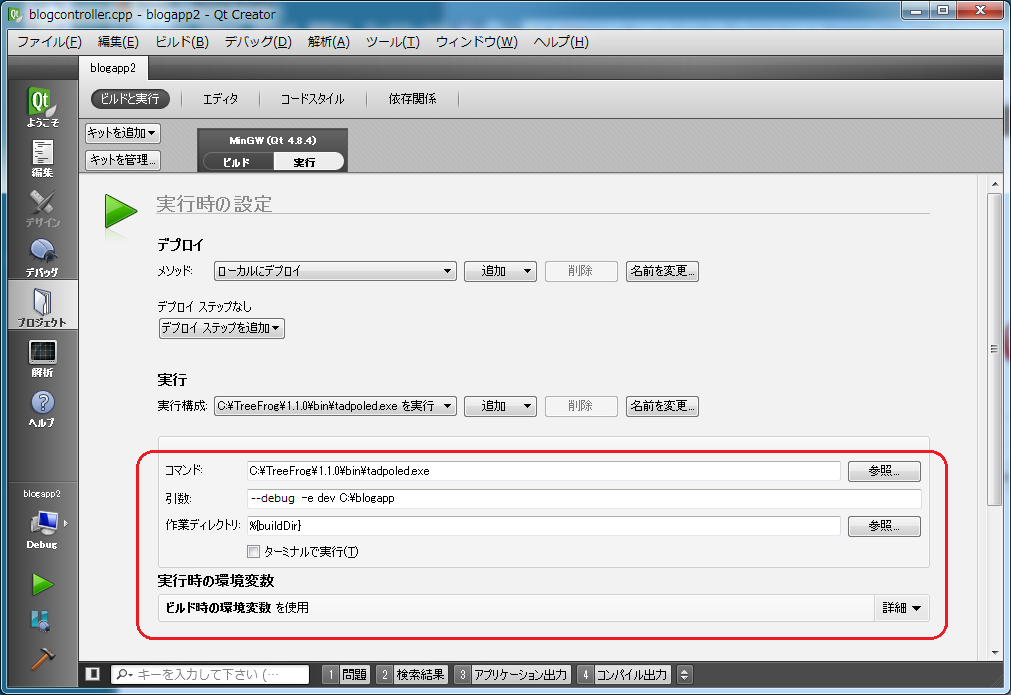 blogcontroller.cpp - blogapp2 - Qt Creator
ファイル(F) 編集(E) ビルド(B) デバッグ(D) 解析(A) ツール(T) ウィンドウ(W) ヘルプ(H)
blogapp2
ビルドと実行 エディタ コードスタイル 依存関係
キットを追加
キットを管理...
MinGW (Qt 4.8.4)
ビルド 実行
Qt
ようこそ
編集
デザイン
デバッグ
プロジェクト
解析
ヘルプ
blogapp2
Debug
実行時の設定
デプロイ
メソッド: ローカルにデプロイ 追加 削除 名前を変更...
デプロイ ステップなし
デプロイ ステップを追加
実行
実行構成: C:¥TreeFrog¥1.1.0¥bin¥tadpoled.exe を実行 追加 削除 名前を変更...
コマンド: C:¥TreeFrog¥1.1.0¥bin¥tadpoled.exe 参照...
引数: --debug -e dev C:¥blogapp
作業ディレクトリ: %{buildDir} 参照...
ターミナルで実行(T)
実行時の環境変数
ビルド時の環境変数 を使用 詳細
キーを入力して下さい (… 1 問題 2 検索結果 3 アプリケーション出力 4 コンパイル出力